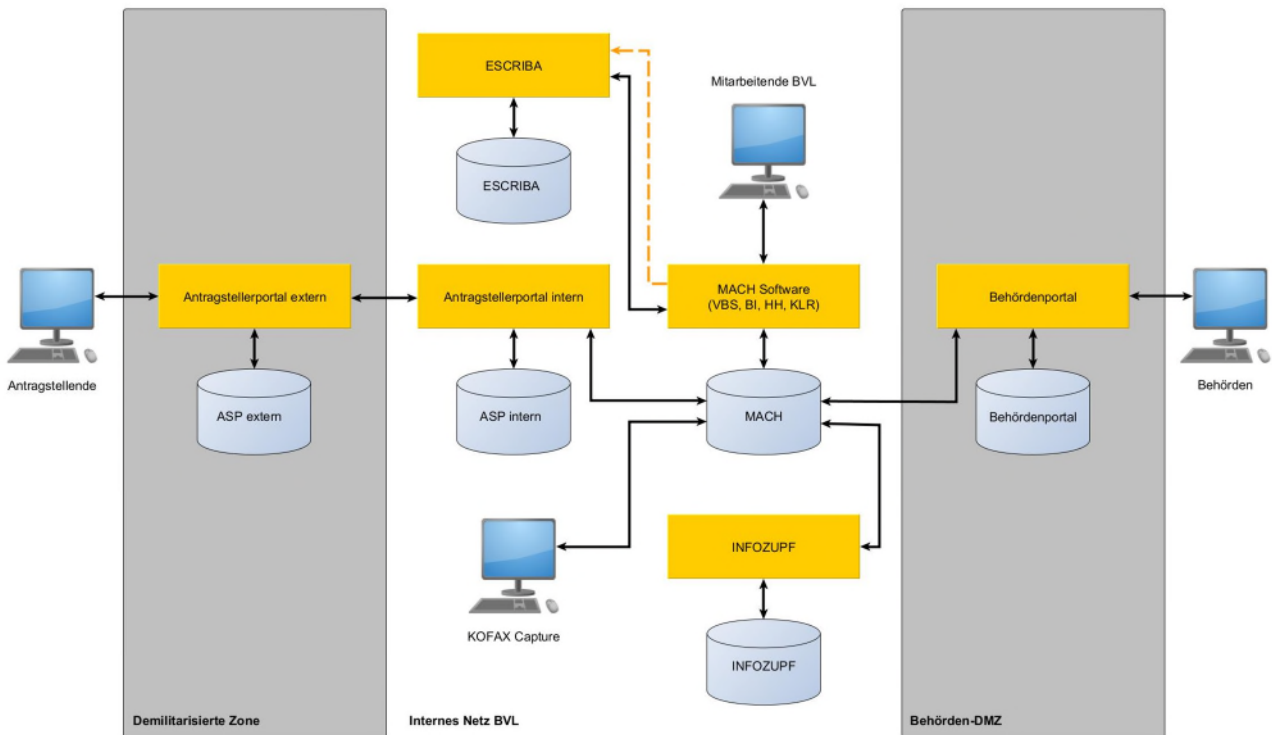 ESCRIBA
Mitarbeitende BVL
ESCRIBA
Antragstellerportal extern
Antragstellerportal intern
MACH Software
(VBS, BI, HH, KLR)
Behördenportal
Antragstellende
Behörden
ASP extern
ASP intern
MACH
Behördenportal
INFOZUPF
KOFAX Capture
INFOZUPF
Demilitarisierte Zone
Internes Netz BVL
Behörden-DMZ